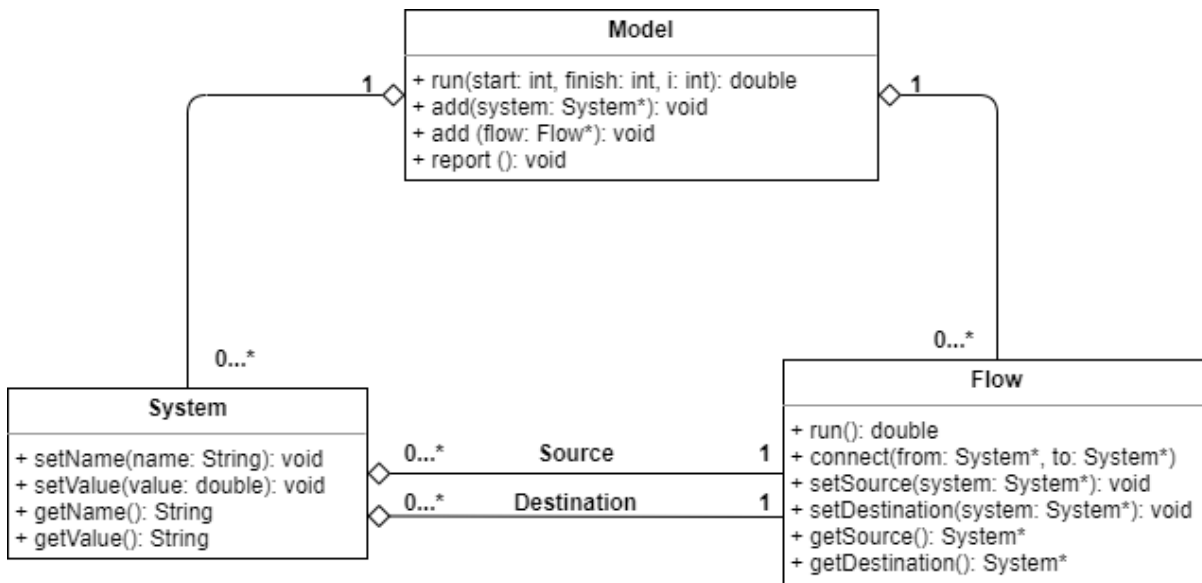 Model
+ run(start: int, finish: int, i: int): double
+ add(system: System*): void
+ add (flow: Flow*): void
+ report (): void
1
1
0...*
0...*
System
+ setName(name: String): void
+ setValue(value: double): void
+ getName(): String
+ getValue(): String
0...* Source 1
0...* Destination 1
Flow
+ run(): double
+ connect(from: System*, to: System*)
+ setSource(system: System*): void
+ setDestination(system: System*): void
+ getSource(): System*
+ getDestination(): System*